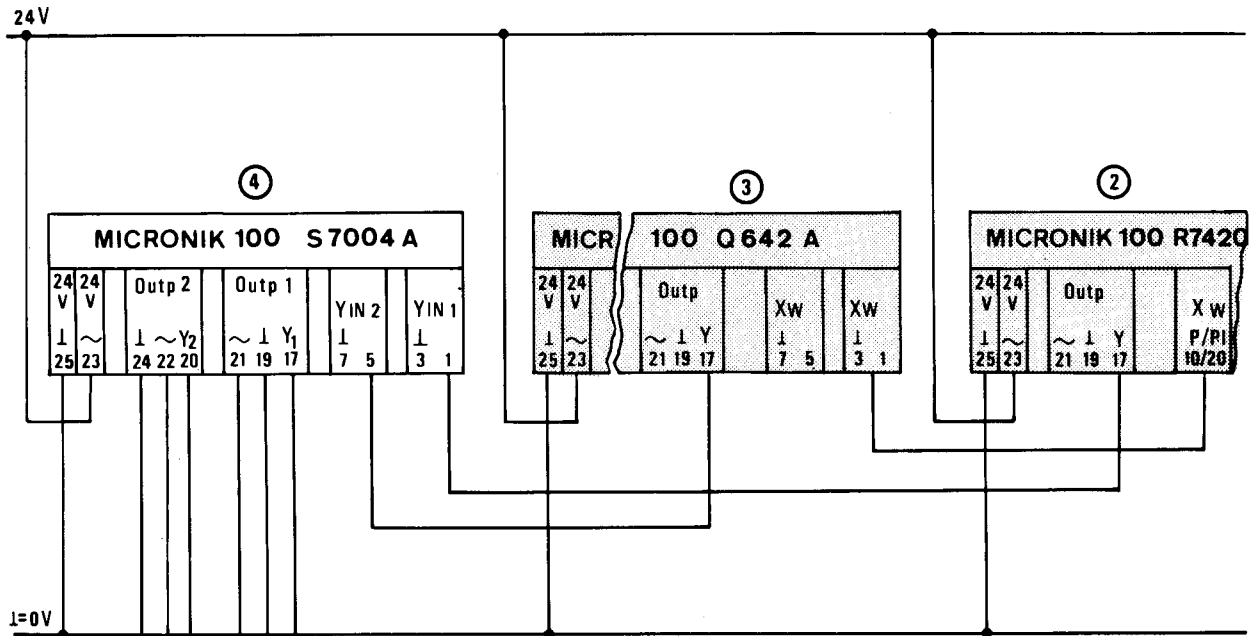 24V
4
3
2
MICRONIK 100 S7004 A
MICR 100 Q642 A
MICRONIK 100 R7420
24 V ⊥ 25
24 V ~ 23
Outp 2
⊥ ~ Y2
24 22 20
Outp 1
~ ⊥ Y1
21 19 17
YIN 2
⊥
7 5
YIN 1
⊥
3 1
24 V ⊥ 25
24 V ~ 23
Outp
~ ⊥ Y
21 19 17
XW
⊥
7 5
XW
⊥
3 1
24 V ⊥ 25
24 V ~ 23
Outp
~ ⊥ Y
21 19 17
XW
P/PI
10/20
⊥=0V